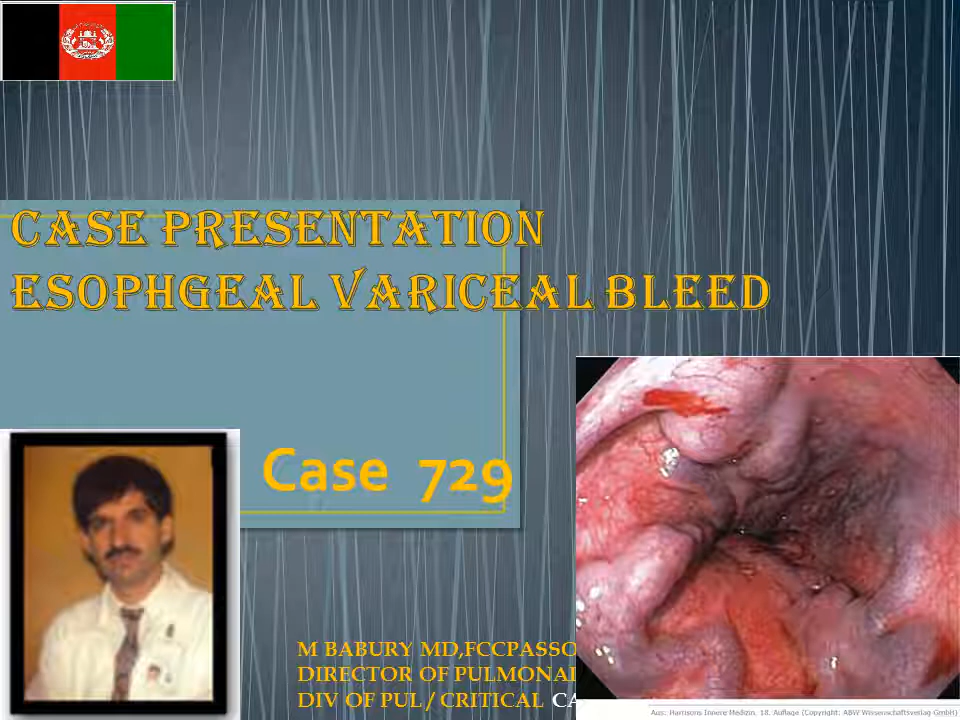 CASE PRESENTATION
ESOPHGEAL VARICEAL BLEED
Case 729
M BABURY MD,FCCPASSO
DIRECTOR OF PULMONAR
DIV OF PUL / CRITICAL CA
Aus: Harrisons Innere Medizin, 18. Auflage (Copyright: ABW Wissenschaftsverlag GmbH)